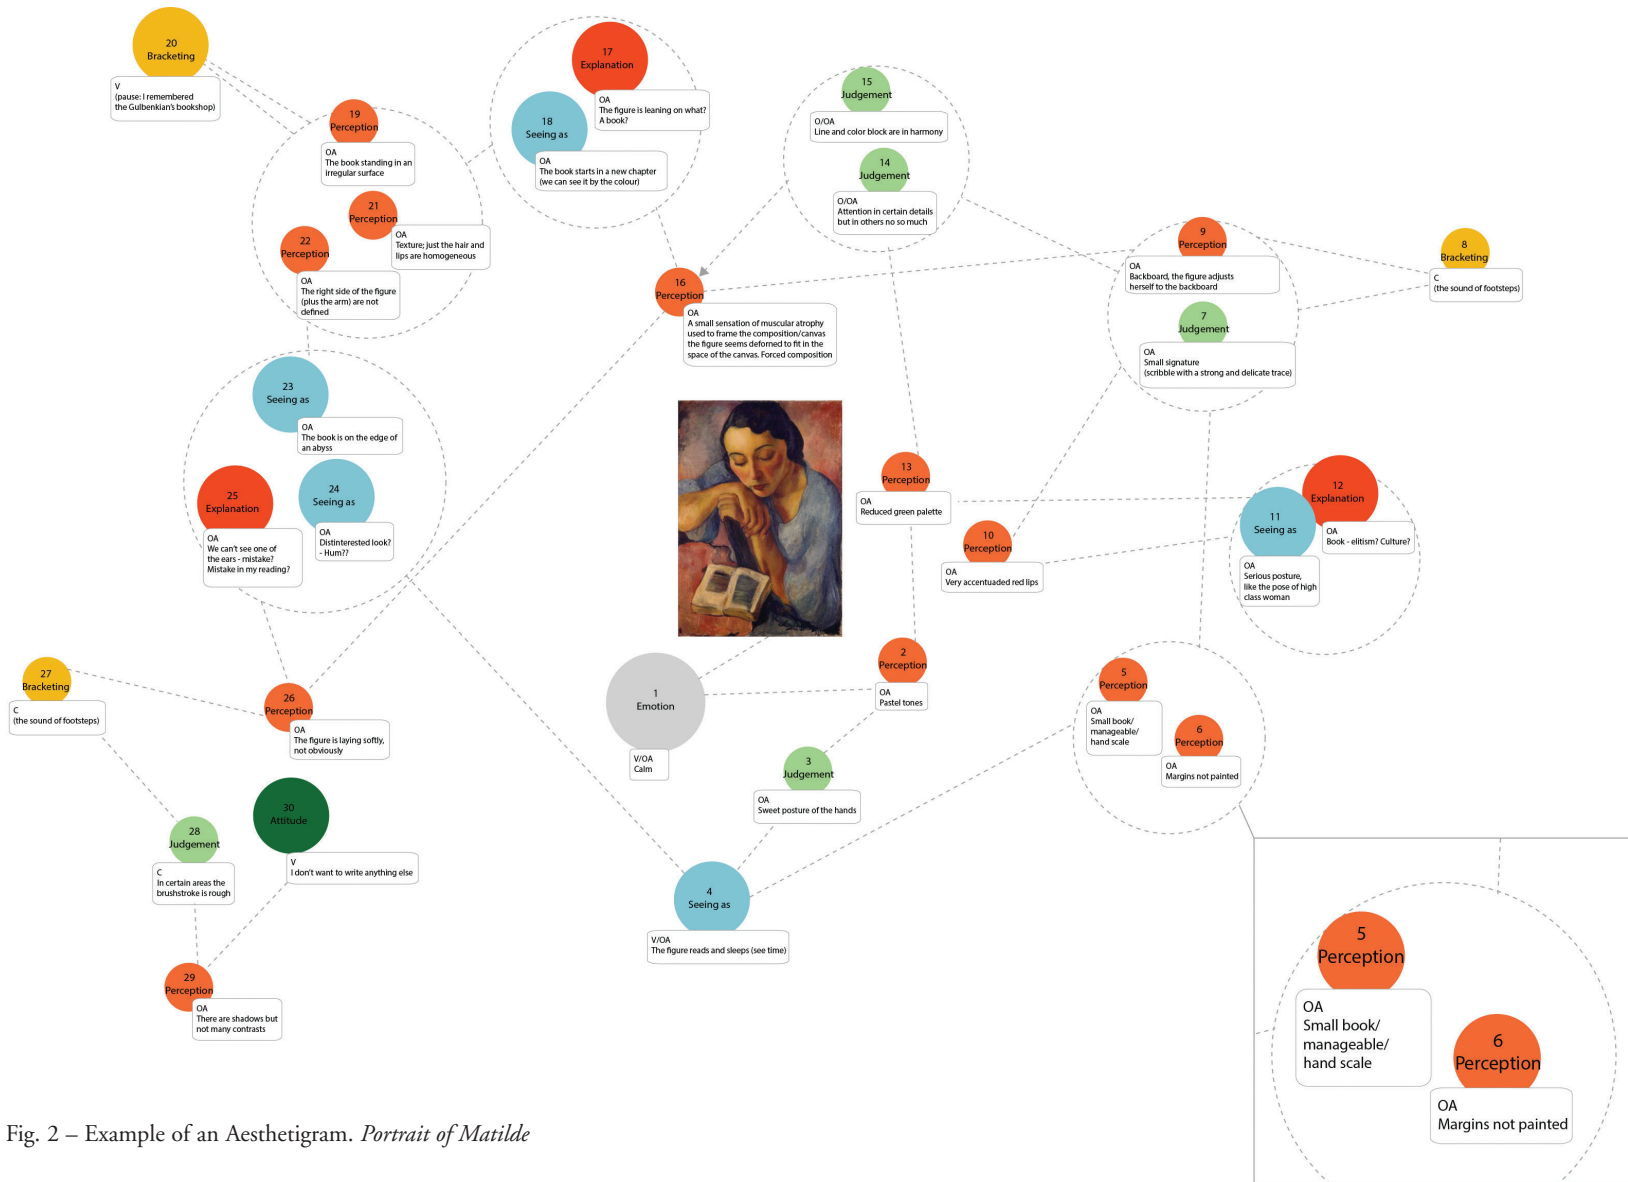 20
Bracketing
V
(pause: I remembered
the Gulbenkian's bookshop)
19
Perception
OA
The book standing in an
irregular surface
21
Perception
OA
Texture; just the hair and
lips are homogeneous
22
Perception
OA
The right side of the figure
(plus the arm) are not
defined
17
Explanation
OA
The figure is leaning on what?
A book?
18
Seeing as
OA
The book starts in a new chapter
(we can see it by the colour)
15
Judgement
O/OA
Line and color block are in harmony
14
Judgement
O/OA
Attention in certain details
but in others no so much
16
Perception
OA
A small sensation of muscular atrophy
used to frame the composition/canvas
the figure seems deforned to fit in the
space of the canvas. Forced composition
9
Perception
OA
Backboard, the figure adjusts
herself to the backboard
7
Judgement
OA
Small signature
(scribble with a strong and delicate trace)
8
Bracketing
C
(the sound of footsteps)
23
Seeing as
OA
The book is on the edge of
an abyss
24
Seeing as
OA
Distinterested look?
- Hum??
25
Explanation
OA
We can't see one of
the ears - mistake?
Mistake in my reading?
13
Perception
OA
Reduced green palette
10
Perception
OA
Very accentuaded red lips
12
Explanation
OA
Book - elitism? Culture?
11
Seeing as
OA
Serious posture,
like the pose of high
class woman
27
Bracketing
C
(the sound of footsteps)
26
Perception
OA
The figure is laying softly,
not obviously
1
Emotion
V/OA
Calm
2
Perception
OA
Pastel tones
3
Judgement
OA
Sweet posture of the hands
5
Perception
OA
Small book/
manageable/
hand scale
6
Perception
OA
Margins not painted
30
Attitude
V
I don't want to write anything else
28
Judgement
C
In certain areas the
brushstroke is rough
4
Seeing as
V/OA
The figure reads and sleeps (see time)
29
Perception
OA
There are shadows but
not many contrasts
5
Perception
OA
Small book/
manageable/
hand scale
6
Perception
OA
Margins not painted
Fig. 2 – Example of an Aesthetigram. Portrait of Matilde